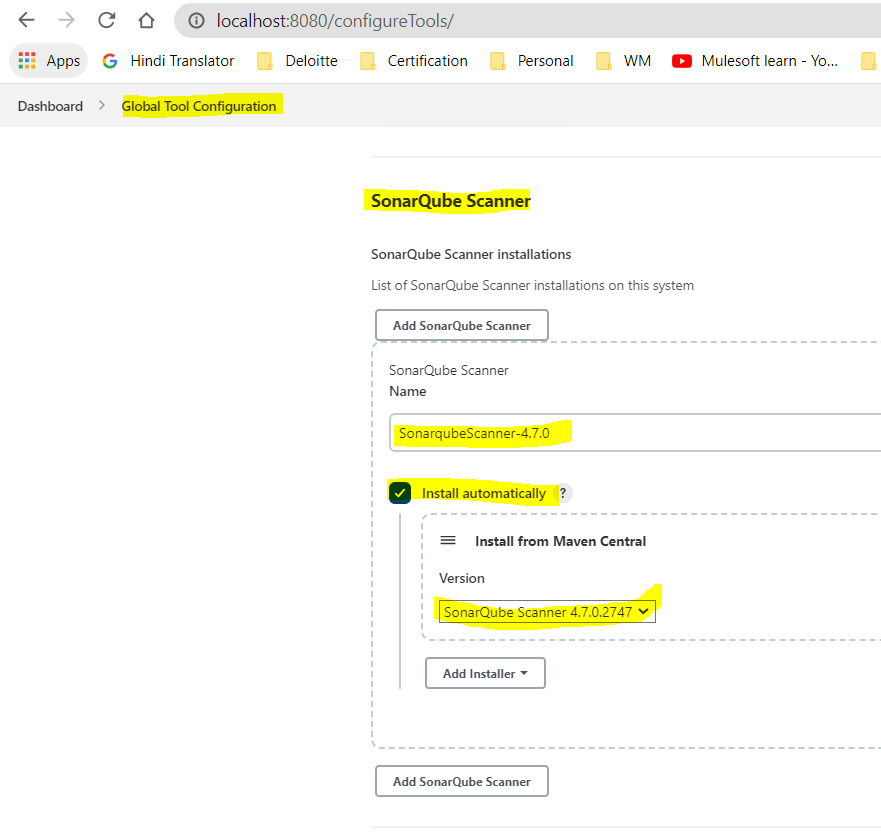 localhost:8080/configureTools/
Apps Hindi Translator Deloitte Certification Personal WM Mulesoft learn - Yo...
Dashboard > Global Tool Configuration
SonarQube Scanner
SonarQube Scanner installations
List of SonarQube Scanner installations on this system
Add SonarQube Scanner
SonarQube Scanner
Name
SonarqubeScanner-4.7.0
Install automatically ?
Install from Maven Central
Version
SonarQube Scanner 4.7.0.2747
Add Installer
Add SonarQube Scanner